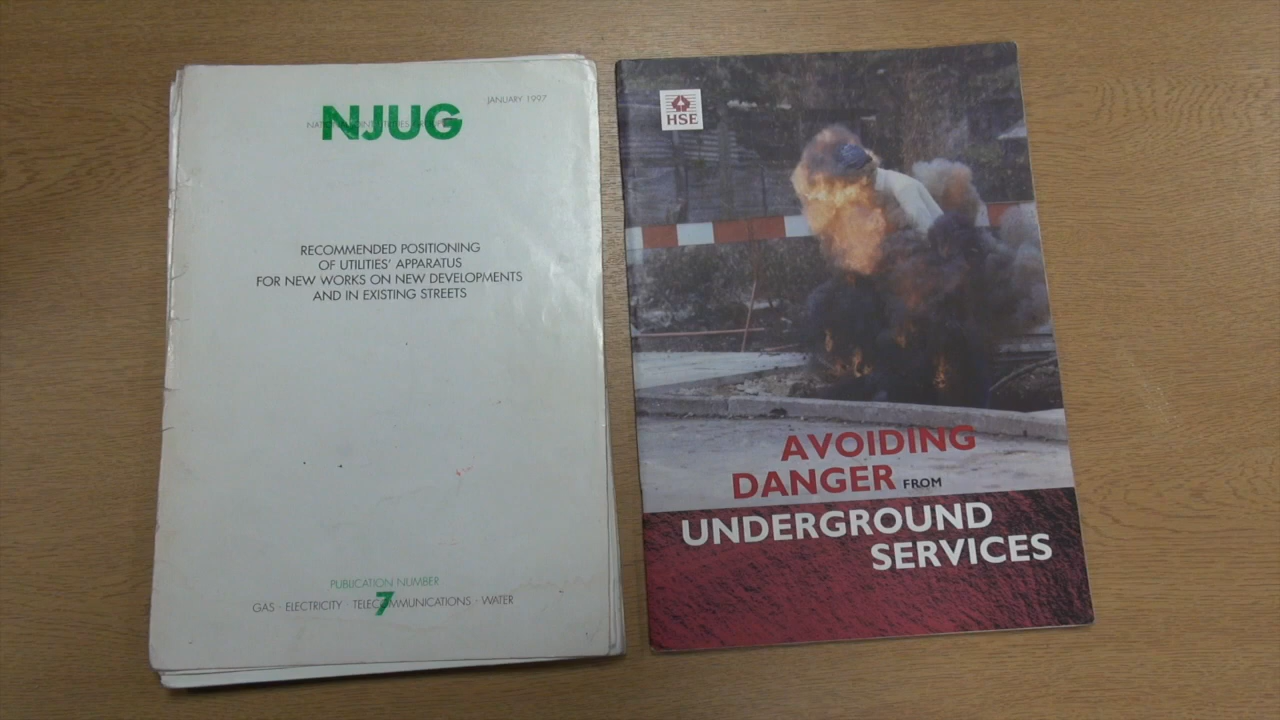 JANUARY 1997
NJUG
RECOMMENDED POSITIONING
OF UTILITIES' APPARATUS
FOR NEW WORKS ON NEW DEVELOPMENTS
AND IN EXISTING STREETS
PUBLICATION NUMBER
7
GAS · ELECTRICITY · TELECOMMUNICATIONS · WATER
HSE
AVOIDING
DANGER FROM
UNDERGROUND
SERVICES